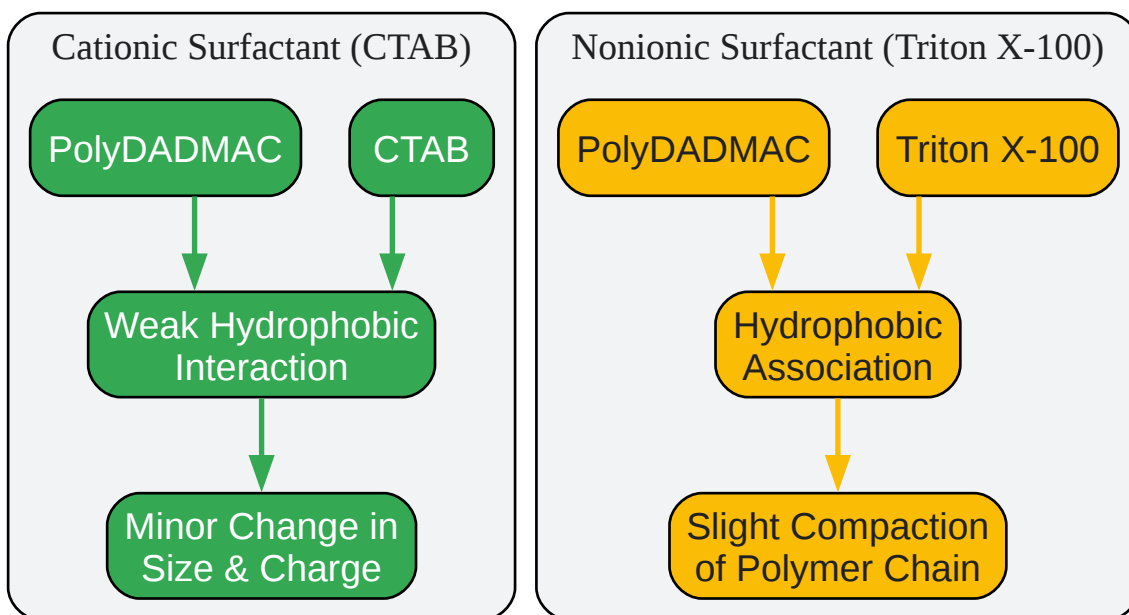 Cationic Surfactant (CTAB)
PolyDADMAC
CTAB
Weak Hydrophobic
Interaction
Minor Change in
Size & Charge
Nonionic Surfactant (Triton X-100)
PolyDADMAC
Triton X-100
Hydrophobic
Association
Slight Compaction
of Polymer Chain